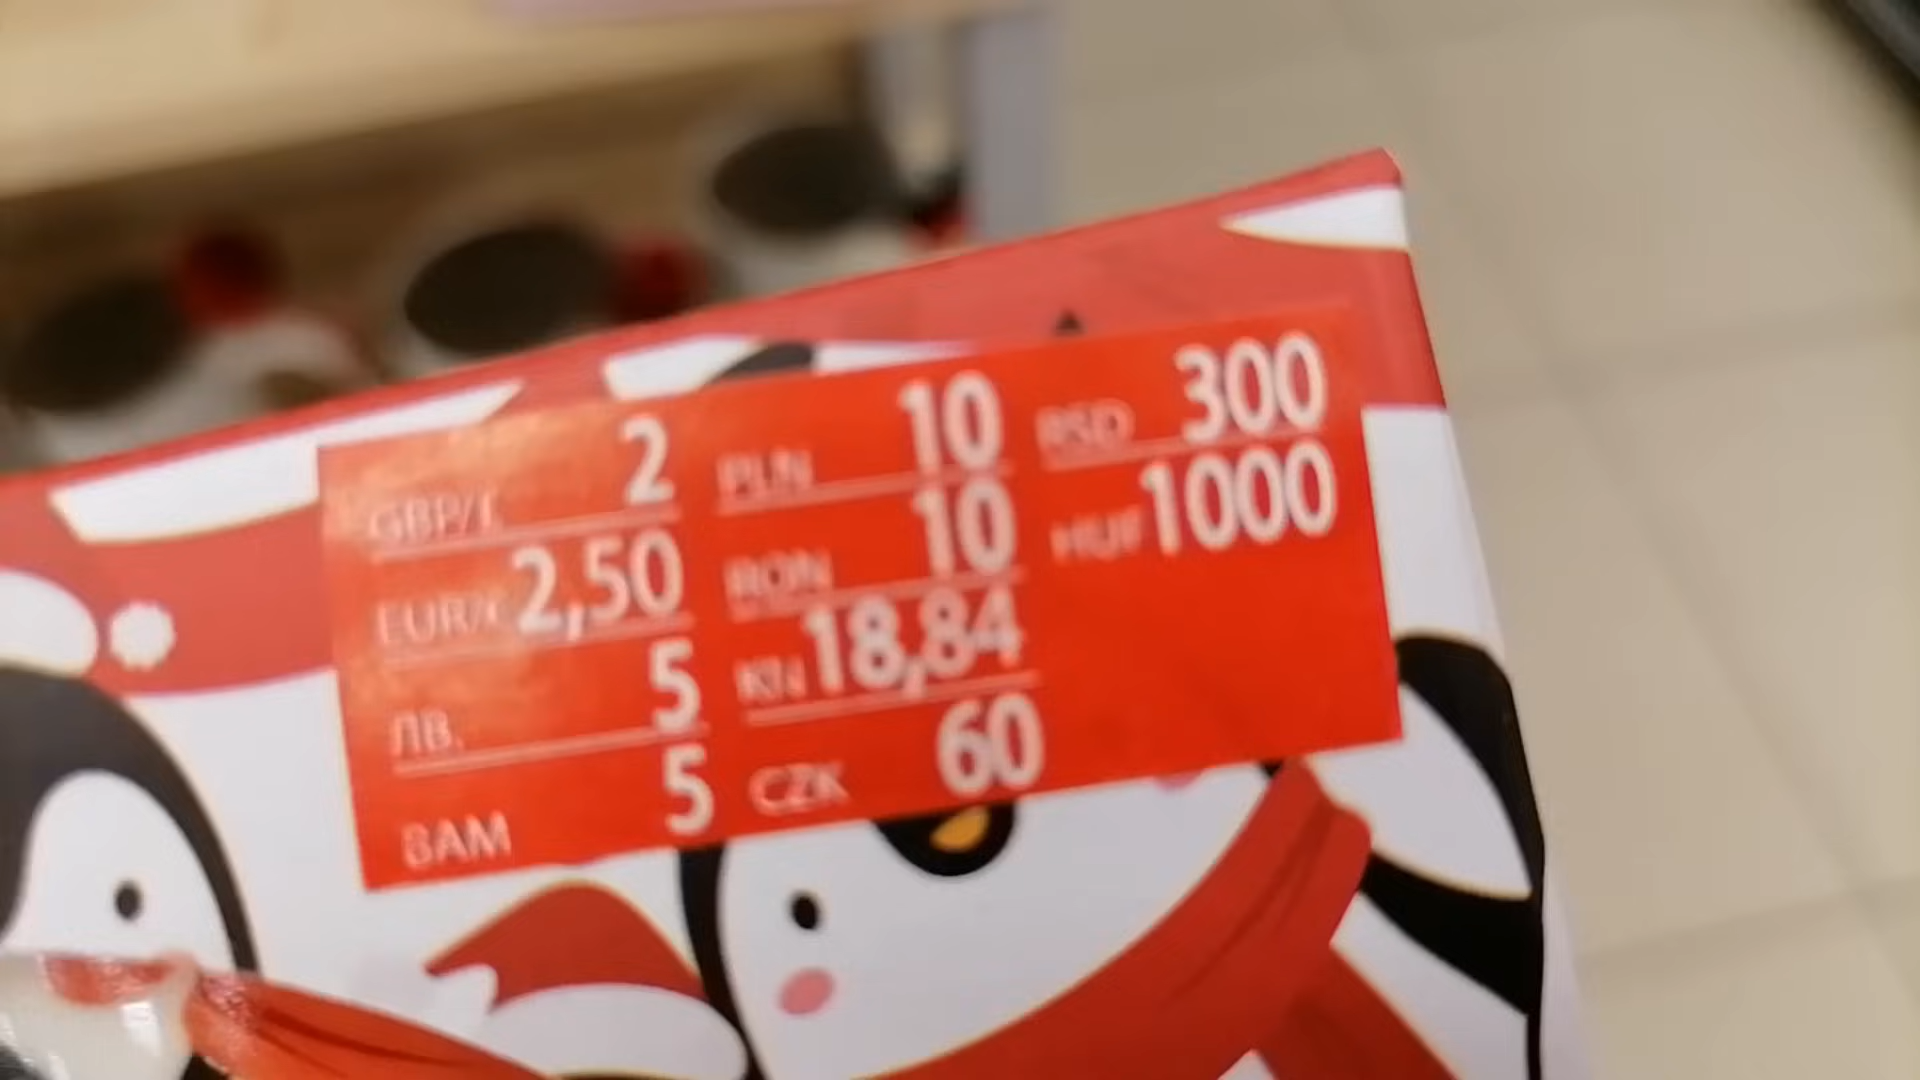 GBP/£ 2
EUR/€ 2,50
ЛВ. 5
BAM 5
PLN 10
RON 10
KN 18,84
CZK 60
RSD 300
HUF 1000